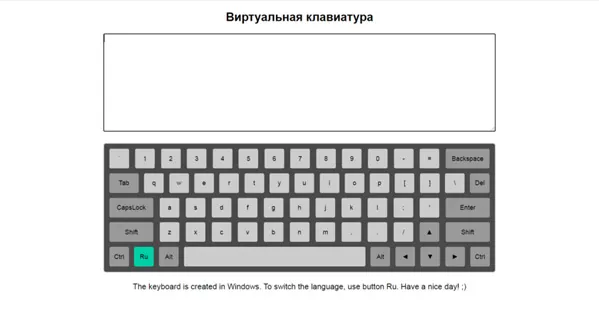 Виртуальная клавиатура
` 1 2 3 4 5 6 7 8 9 0 - = Backspace
Tab q w e r t y u i o p [ ] \ Del
CapsLock a s d f g h j k l ; ' Enter
Shift z x c v b n m , . / ▲ Shift
Ctrl Ru Alt Alt ◄ ▼ ► Ctrl
The keyboard is created in Windows. To switch the language, use button Ru. Have a nice day! ;)